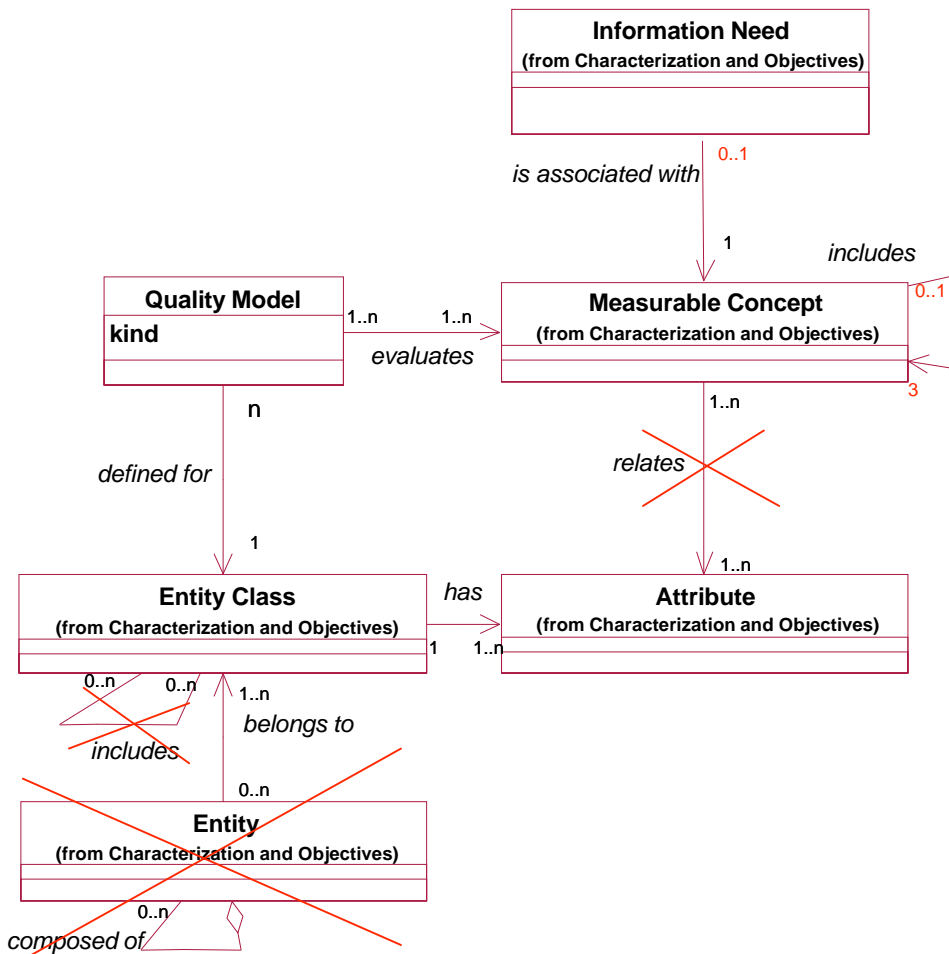 Information Need
(from Characterization and Objectives)
0..1
is associated with
1
includes
0..1
Quality Model
kind
1..n
1..n
evaluates
Measurable Concept
(from Characterization and Objectives)
3
n
1..n
defined for
relates
1
1..n
Entity Class
(from Characterization and Objectives)
has
1
1..n
Attribute
(from Characterization and Objectives)
0..n
0..n
1..n
belongs to
includes
0..n
Entity
(from Characterization and Objectives)
0..n
composed of